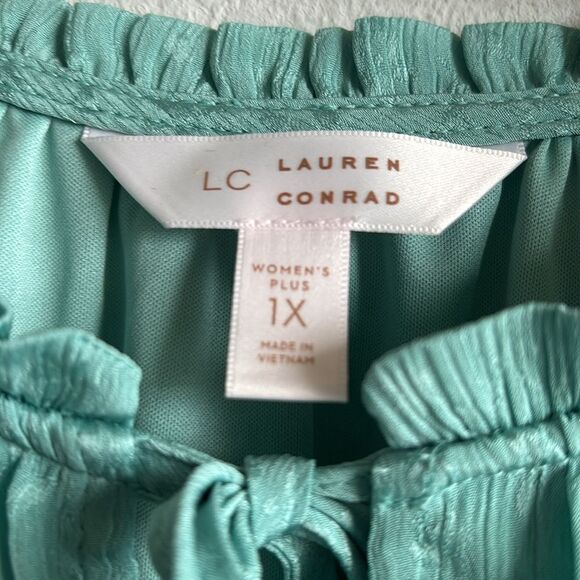 LC LAUREN
CONRAD
WOMEN'S
PLUS
1X
MADE IN
VIETNAM